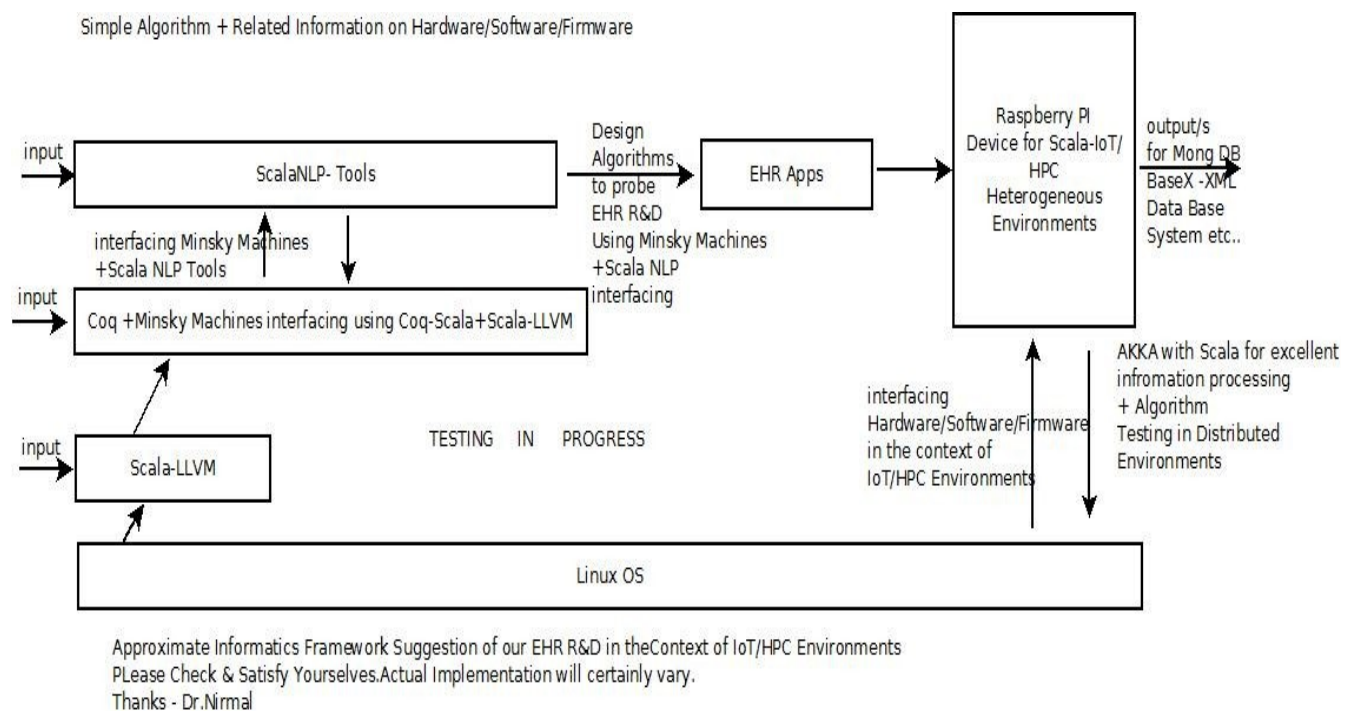 Simple Algorithm + Related Information on Hardware/Software/Firmware
input
ScalaNLP- Tools
Design
Algorithms
to probe
EHR R&D
Using Minsky Machines
+Scala NLP
interfacing
EHR Apps
Raspberry PI
Device for Scala-IoT/
HPC
Heterogeneous
Environments
output/s
for Mong DB
BaseX -XML
Data Base
System etc..
interfacing Minsky Machines
+Scala NLP Tools
input
Coq +Minsky Machines interfacing using Coq-Scala+Scala-LLVM
input
Scala-LLVM
TESTING IN PROGRESS
interfacing
Hardware/Software/Firmware
in the context of
IoT/HPC Environments
AKKA with Scala for excellent
infromation processing
+ Algorithm
Testing in Distributed
Environments
Linux OS
Approximate Informatics Framework Suggestion of our EHR R&D in theContext of IoT/HPC Environments
PLease Check & Satisfy Yourselves.Actual Implementation will certainly vary.
Thanks - Dr.Nirmal